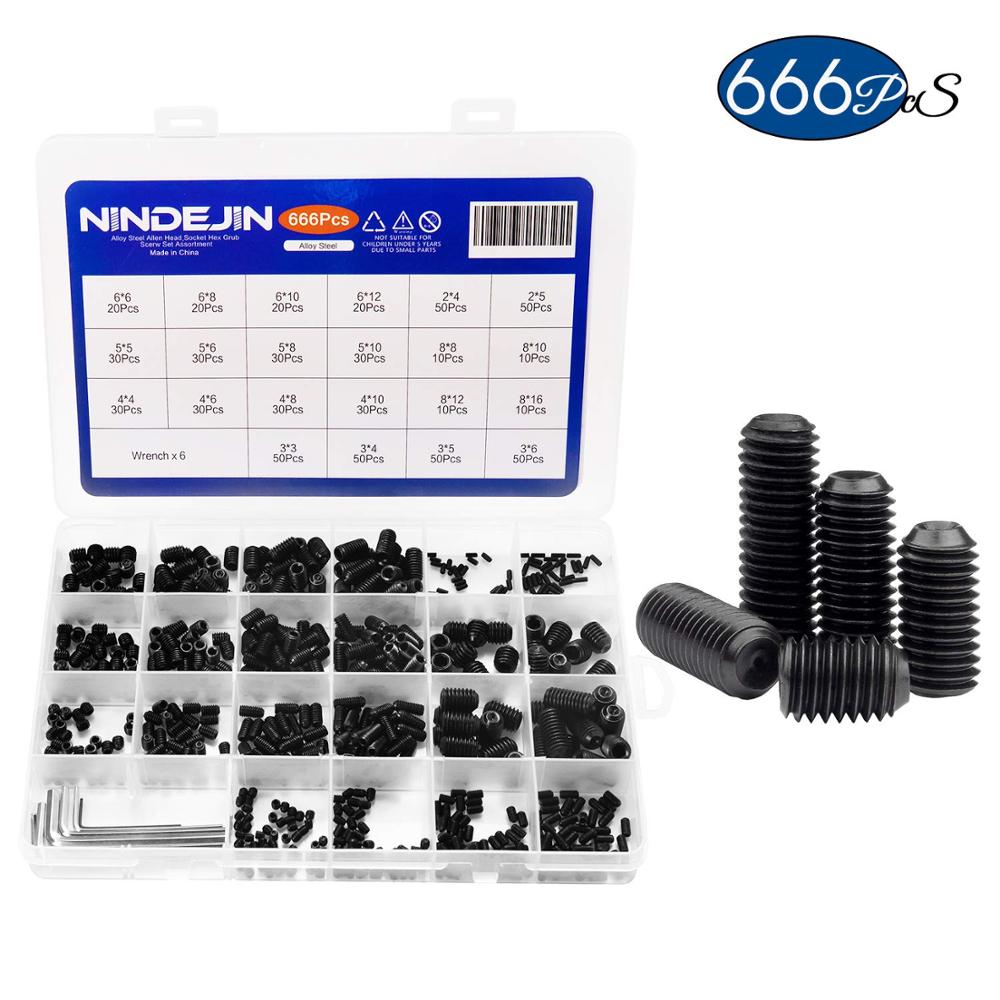 666PcS
NINDEJIN
666Pcs
Alloy Steel Allen Head,Socket Hex Grub
Scerw Set Assortment
Made in China
Alloy Steel
Warning
NOT SUITABLE FOR
CHILDREN UNDER 5 YEARS
DUE TO SMALL PARTS
6*6 6*8 6*10 6*12 2*4 2*5
20Pcs 20Pcs 20Pcs 20Pcs 50Pcs 50Pcs
5*5 5*6 5*8 5*10 8*8 8*10
30Pcs 30Pcs 30Pcs 30Pcs 10Pcs 10Pcs
4*4 4*6 4*8 4*10 8*12 8*16
30Pcs 30Pcs 30Pcs 30Pcs 10Pcs 10Pcs
Wrench x 6 3*3 3*4 3*5 3*6
50Pcs 50Pcs 50Pcs 50Pcs